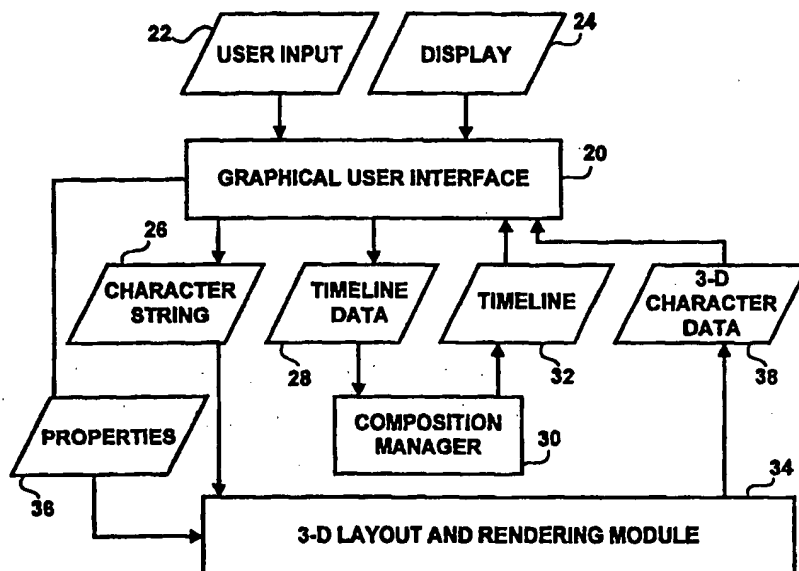 22
USER INPUT
DISPLAY
24
GRAPHICAL USER INTERFACE
20
26
CHARACTER
STRING
TIMELINE
DATA
28
TIMELINE
32
3-D
CHARACTER
DATA
38
PROPERTIES
36
COMPOSITION
MANAGER
30
34
3-D LAYOUT AND RENDERING MODULE